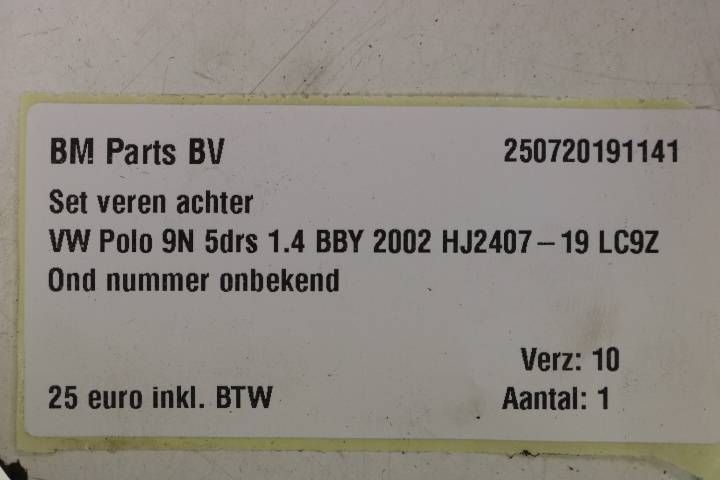 BM Parts BV 250720191141
Set veren achter
VW Polo 9N 5drs 1.4 BBY 2002 HJ2407-19 LC9Z
Ond nummer onbekend
Verz: 10
25 euro inkl. BTW Aantal: 1